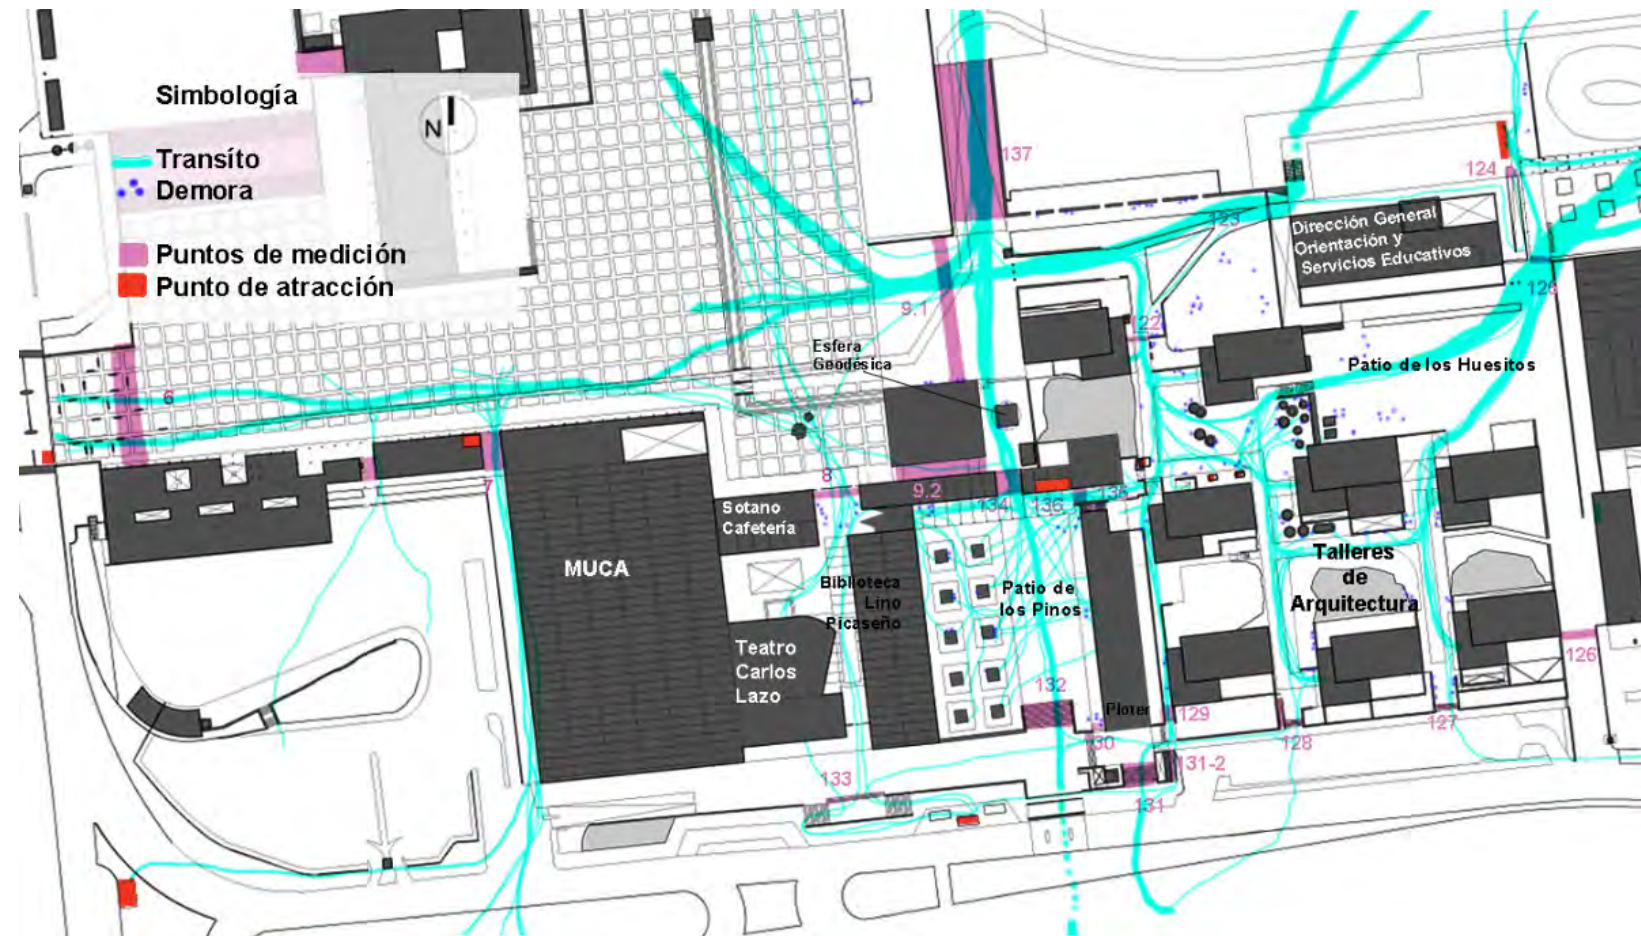 Simbología
N
Transíto
Demora
Puntos de medición
Punto de atracción
137
124
123
Dirección General
Orientación y
Servicios Educativos
9.1
122
Esfera
Geodésica
Patio de los Huesitos
6
7
8
9.2
134
136
Sotano
Cafetería
MUCA
Biblioteca
Lino
Picaseño
Patio de
los Pinos
Talleres
de
Arquitectura
Teatro
Carlos
Lazo
126
132
Ploter
129
127
130
128
131-2
133
131